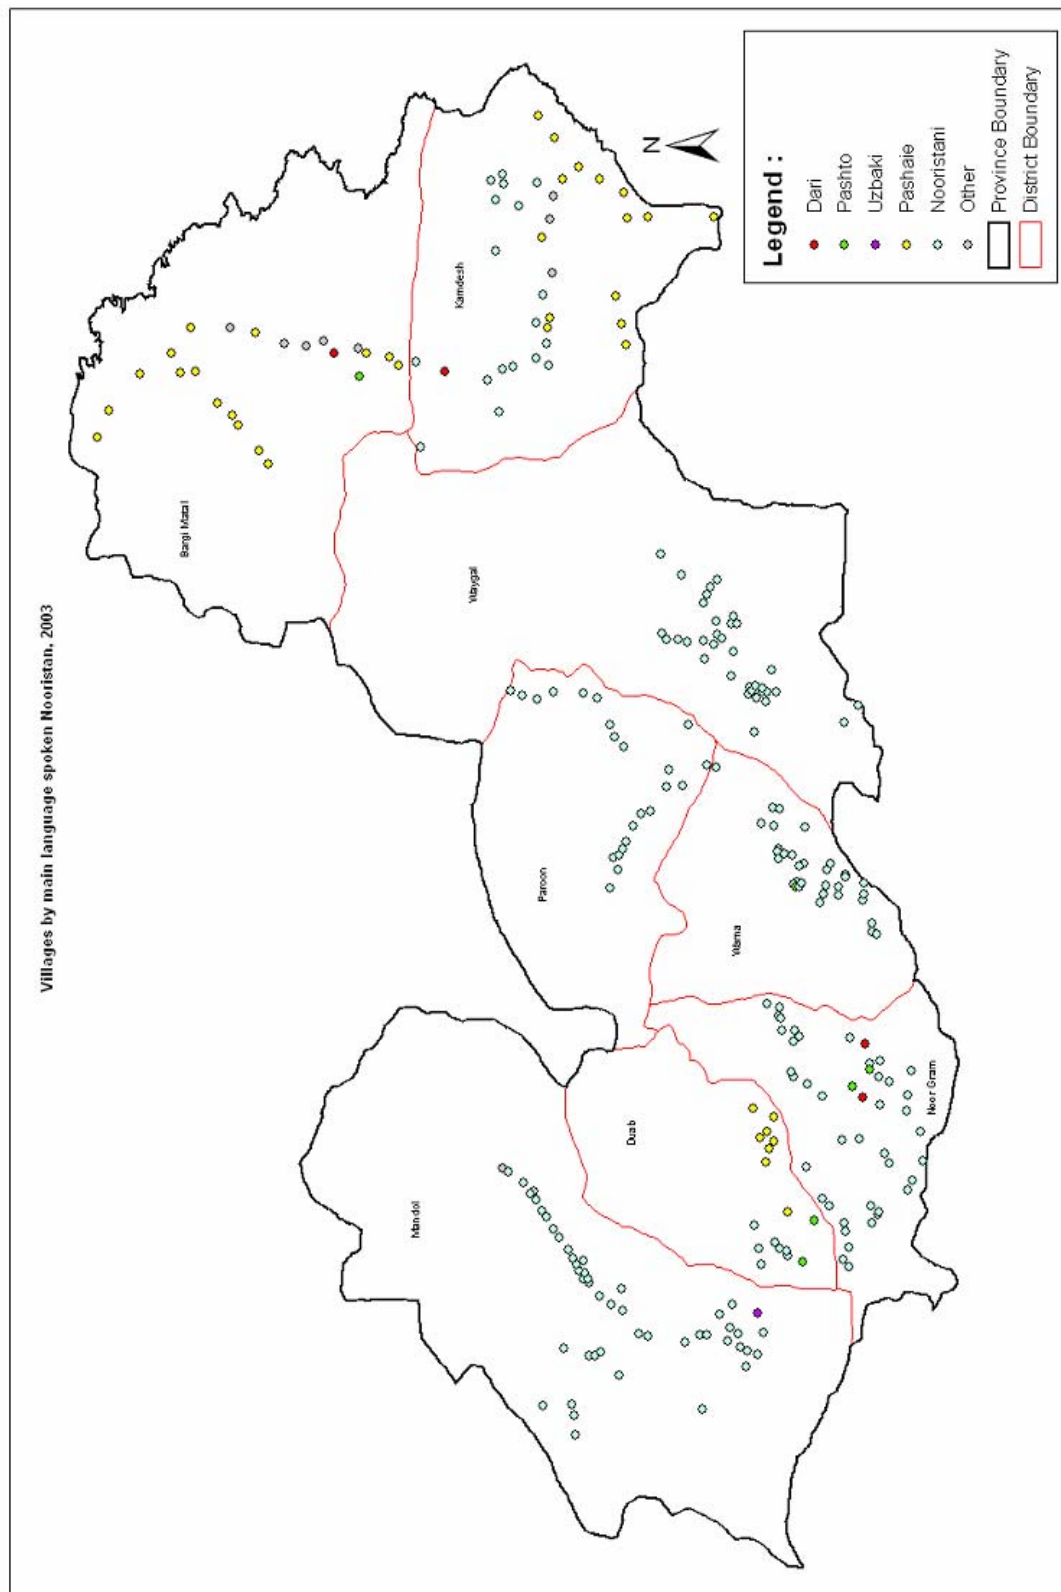 Villages by main language spoken Nooristan, 2003
Bargi Matal
Kamdesh
Waygal
Paroon
Wama
Mandol
Duab
Noor Gram
N
Legend :
Dari
Pashto
Uzbaki
Pashaie
Nooristani
Other
Province Boundary
District Boundary